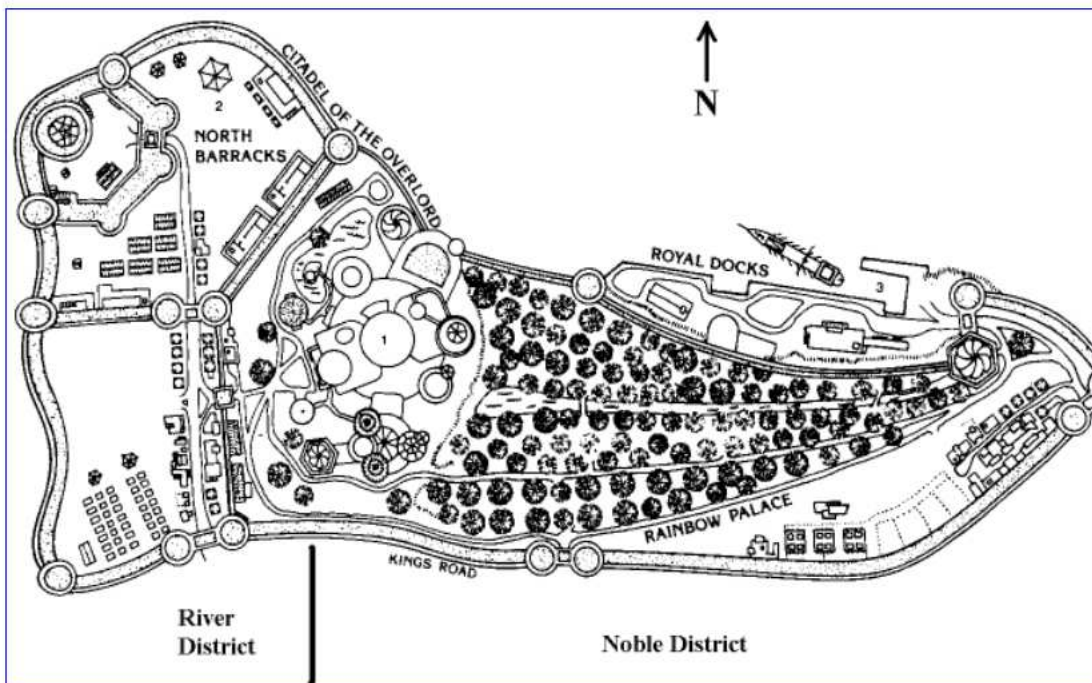 CITADEL OF THE OVERLORD
N
2
NORTH
BARRACKS
ROYAL DOCKS
3
1
RAINBOW PALACE
KINGS ROAD
River
District
Noble District